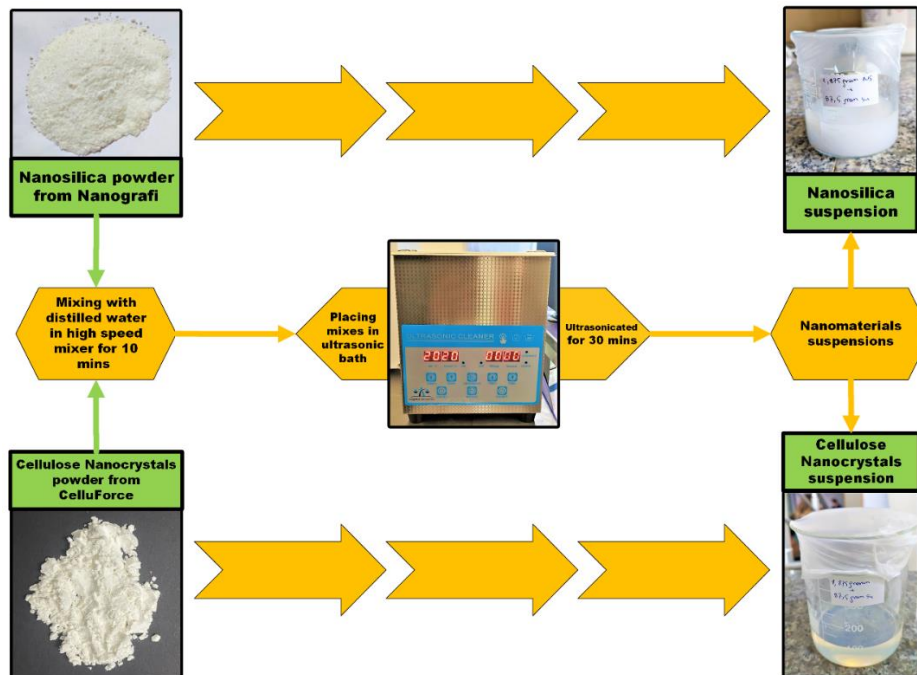 Nanosilica powder
from Nanografi
Nanosilica
suspension
Mixing with
distilled water
in high speed
mixer for 10
mins
Placing
mixes in
ultrasonic
bath
ULTRASONIC CLEANER
2020
0000
Ultrasonicated
for 30 mins
Nanomaterials
suspensions
Cellulose Nanocrystals
powder from
CelluForce
Cellulose
Nanocrystals
suspension
200